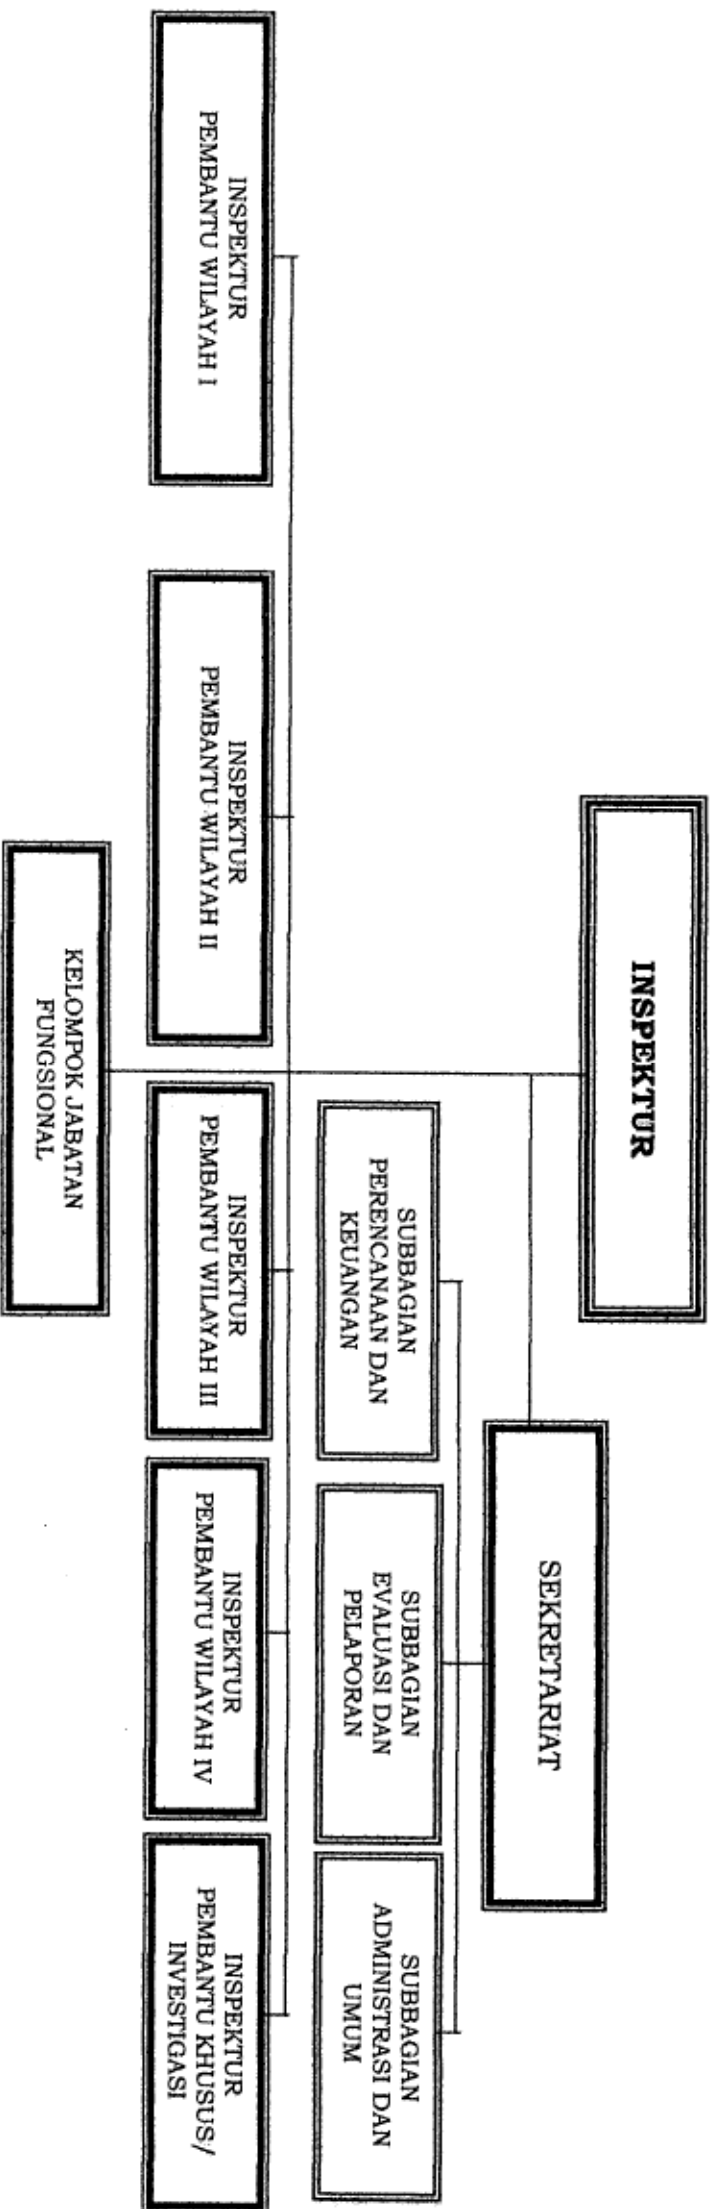 INSPEKTUR
SEKRETARIAT
SUBBAGIAN
PERENCANAAN DAN
KEUANGAN
SUBBAGIAN
EVALUASI DAN
PELAPORAN
SUBBAGIAN
ADMINISTRASI DAN
UMUM
INSPEKTUR
PEMBANTU WILAYAH I
INSPEKTUR
PEMBANTU WILAYAH II
INSPEKTUR
PEMBANTU WILAYAH III
INSPEKTUR
PEMBANTU WILAYAH IV
INSPEKTUR
PEMBANTU KHUSUS/
INVESTIGASI
KELOMPOK JABATAN
FUNGSIONAL